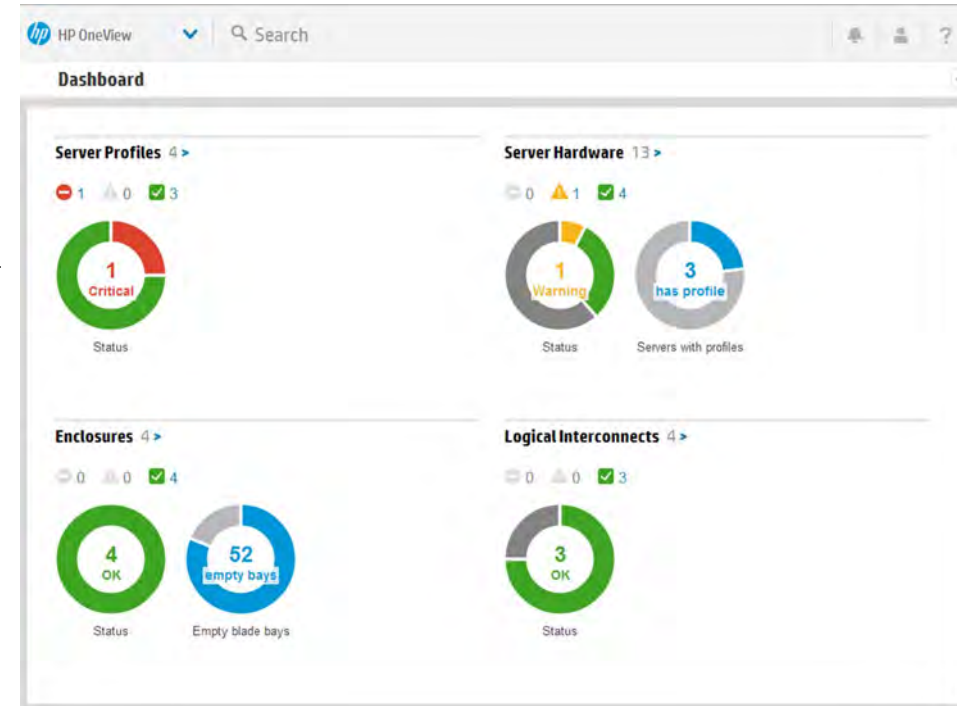 hp HP OneView Search ?
Dashboard
Server Profiles 4 >
1 0 3
1
Critical
Status
Server Hardware 13 >
0 1 4
1
Warning
Status
3
has profile
Servers with profiles
Enclosures 4 >
0 0 4
4
OK
Status
52
empty bays
Empty blade bays
Logical Interconnects 4 >
0 0 3
3
OK
Status